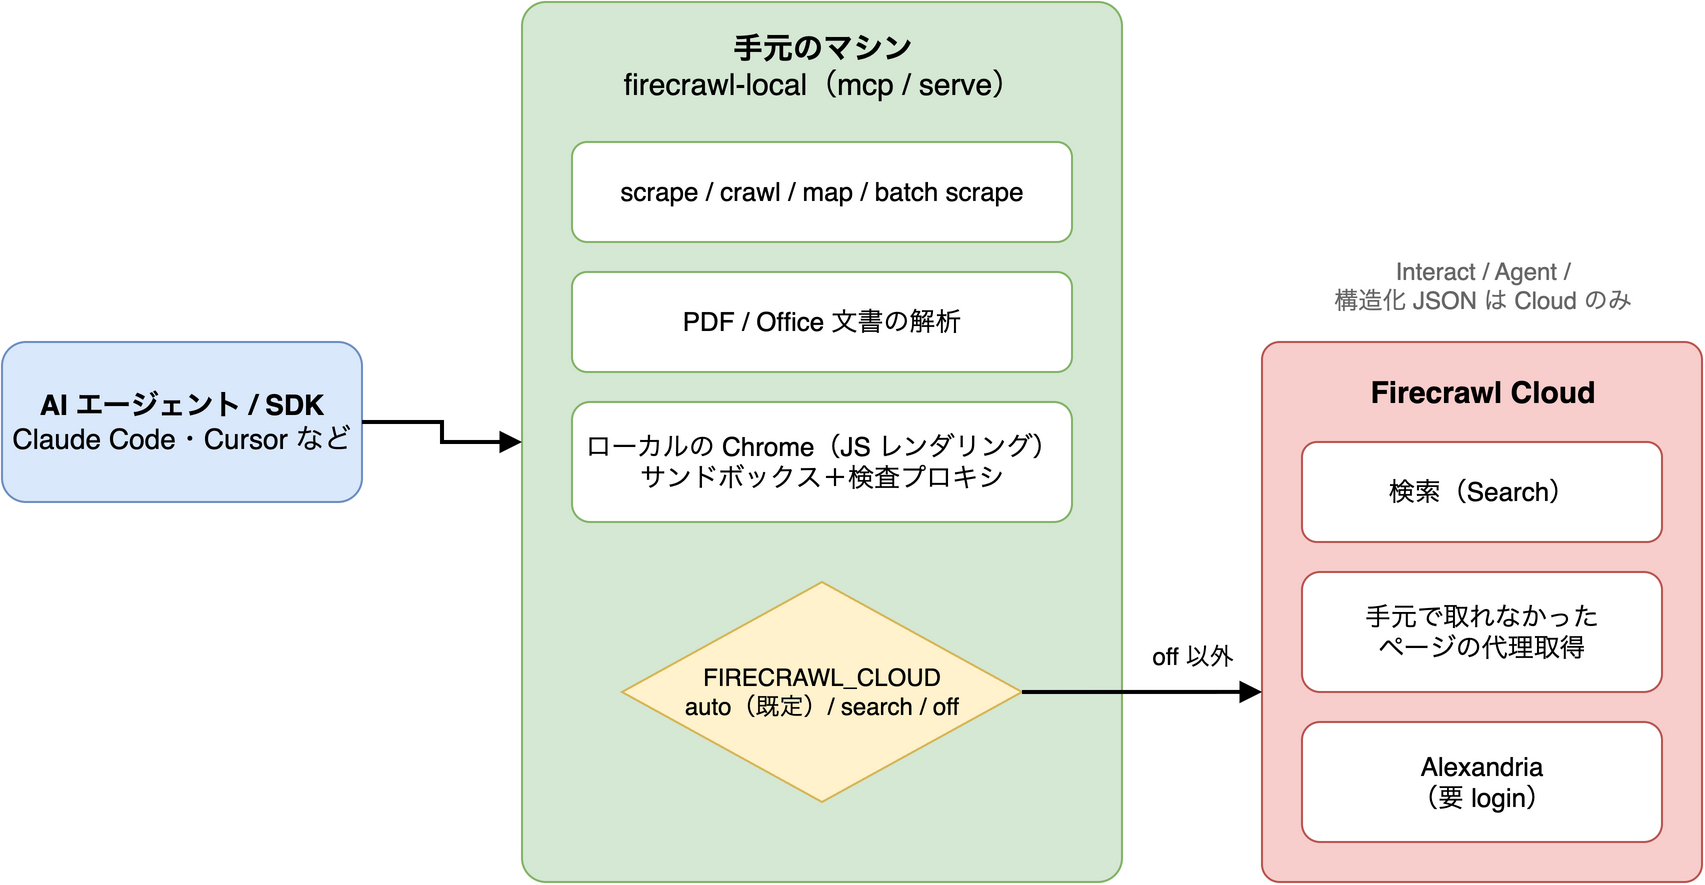 手元のマシン
firecrawl-local（mcp / serve）
scrape / crawl / map / batch scrape
PDF / Office 文書の解析
ローカルの Chrome（JS レンダリング）
サンドボックス＋検査プロキシ
FIRECRAWL_CLOUD
auto（既定）/ search / off
AI エージェント / SDK
Claude Code・Cursor など
off 以外
Interact / Agent /
構造化 JSON は Cloud のみ
Firecrawl Cloud
検索（Search）
手元で取れなかった
ページの代理取得
Alexandria
（要 login）